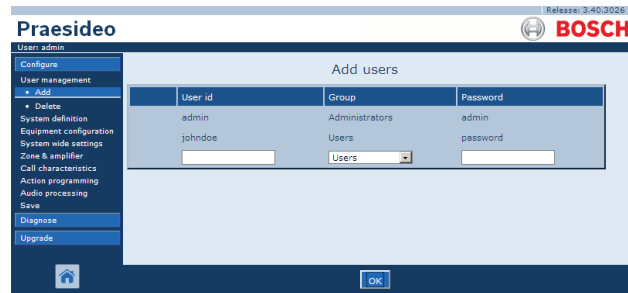 Release: 3.40.3026
Praesideo
BOSCH
User: admin
Configure
User management
• Add
• Delete
System definition
Equipment configuration
System wide settings
Zone & amplifier
Call characteristics
Action programming
Audio processing
Save
Diagnose
Upgrade
Add users
User id Group Password
admin Administrators admin
johndoe Users password
Users
OK